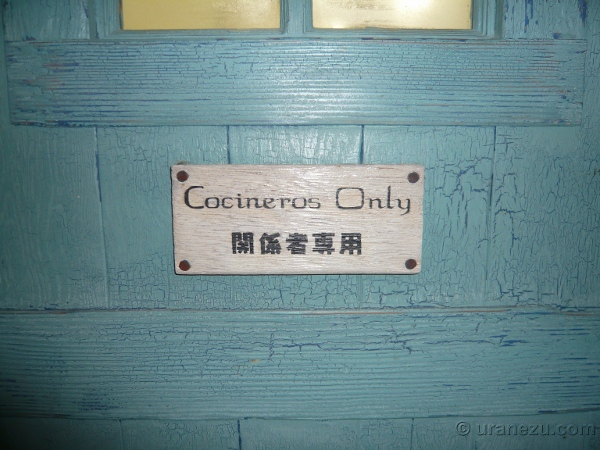 Cocineros Only
関係者専用
© uranezu.com